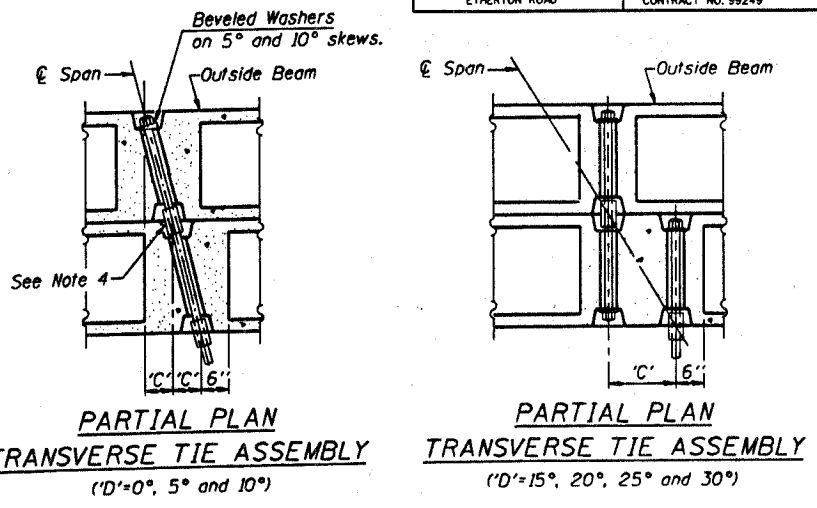 ETHERTON ROAD
CONTRACT NO. 99249
Beveled Washers
on 5° and 10° skews.
℄ Span
Outside Beam
See Note 4
'C' 'C' 6"
PARTIAL PLAN
TRANSVERSE TIE ASSEMBLY
('D'=0°, 5° and 10°)
℄ Span
Outside Beam
'C' 6"
PARTIAL PLAN
TRANSVERSE TIE ASSEMBLY
('D'=15°, 20°, 25° and 30°)